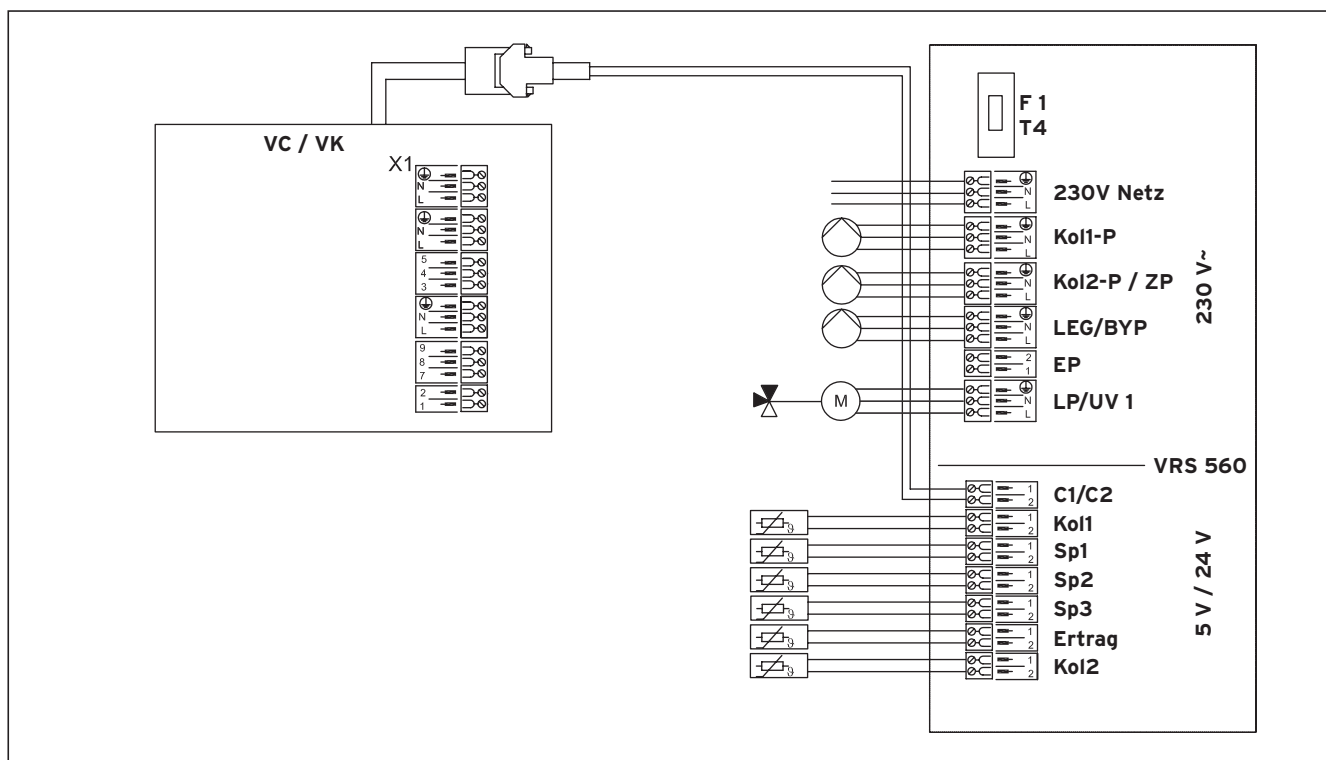 VC / VK
X1
N
L
N
L
5
4
3
N
L
9
8
7
2
1
F 1
T4
N
L
230V Netz
N
L
Kol1-P
N
L
Kol2-P / ZP
N
L
LEG/BYP
2
1
EP
M
N
L
LP/UV 1
230 V~
VRS 560
1
2
C1/C2
ϑ
1
2
Kol1
ϑ
1
2
Sp1
ϑ
1
2
Sp2
ϑ
1
2
Sp3
ϑ
1
2
Ertrag
ϑ
1
2
Kol2
5 V / 24 V